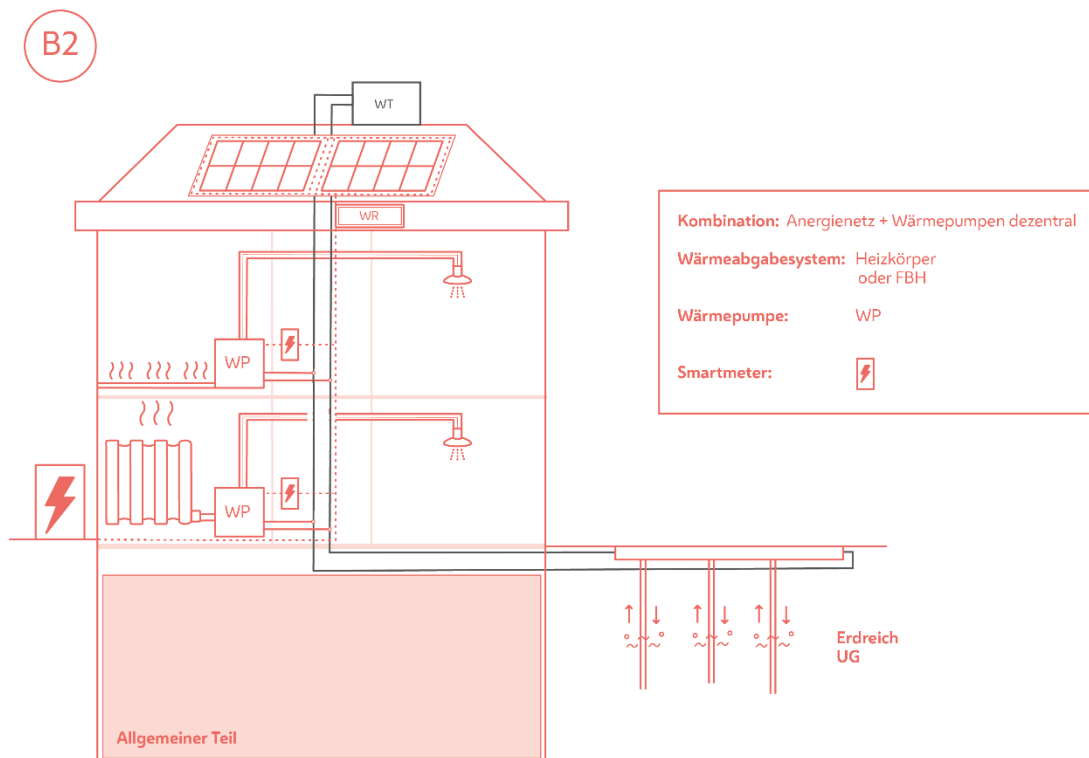 B2
WT
WR
WP
WP
Allgemeiner Teil
Erdreich
UG
Kombination: Anergienetz + Wärmepumpen dezentral
Wärmeabgabesystem: Heizkörper
oder FBH
Wärmepumpe: WP
Smartmeter: